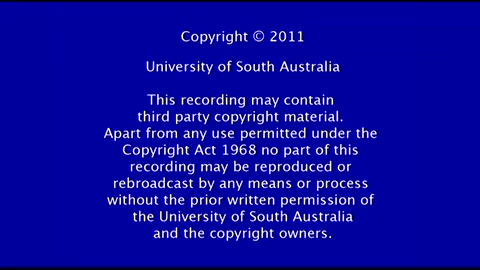 Copyright © 2011
University of South Australia
This recording may contain
third party copyright material.
Apart from any use permitted under the
Copyright Act 1968 no part of this
recording may be reproduced or
rebroadcast by any means or process
without the prior written permission of
the University of South Australia
and the copyright owners.